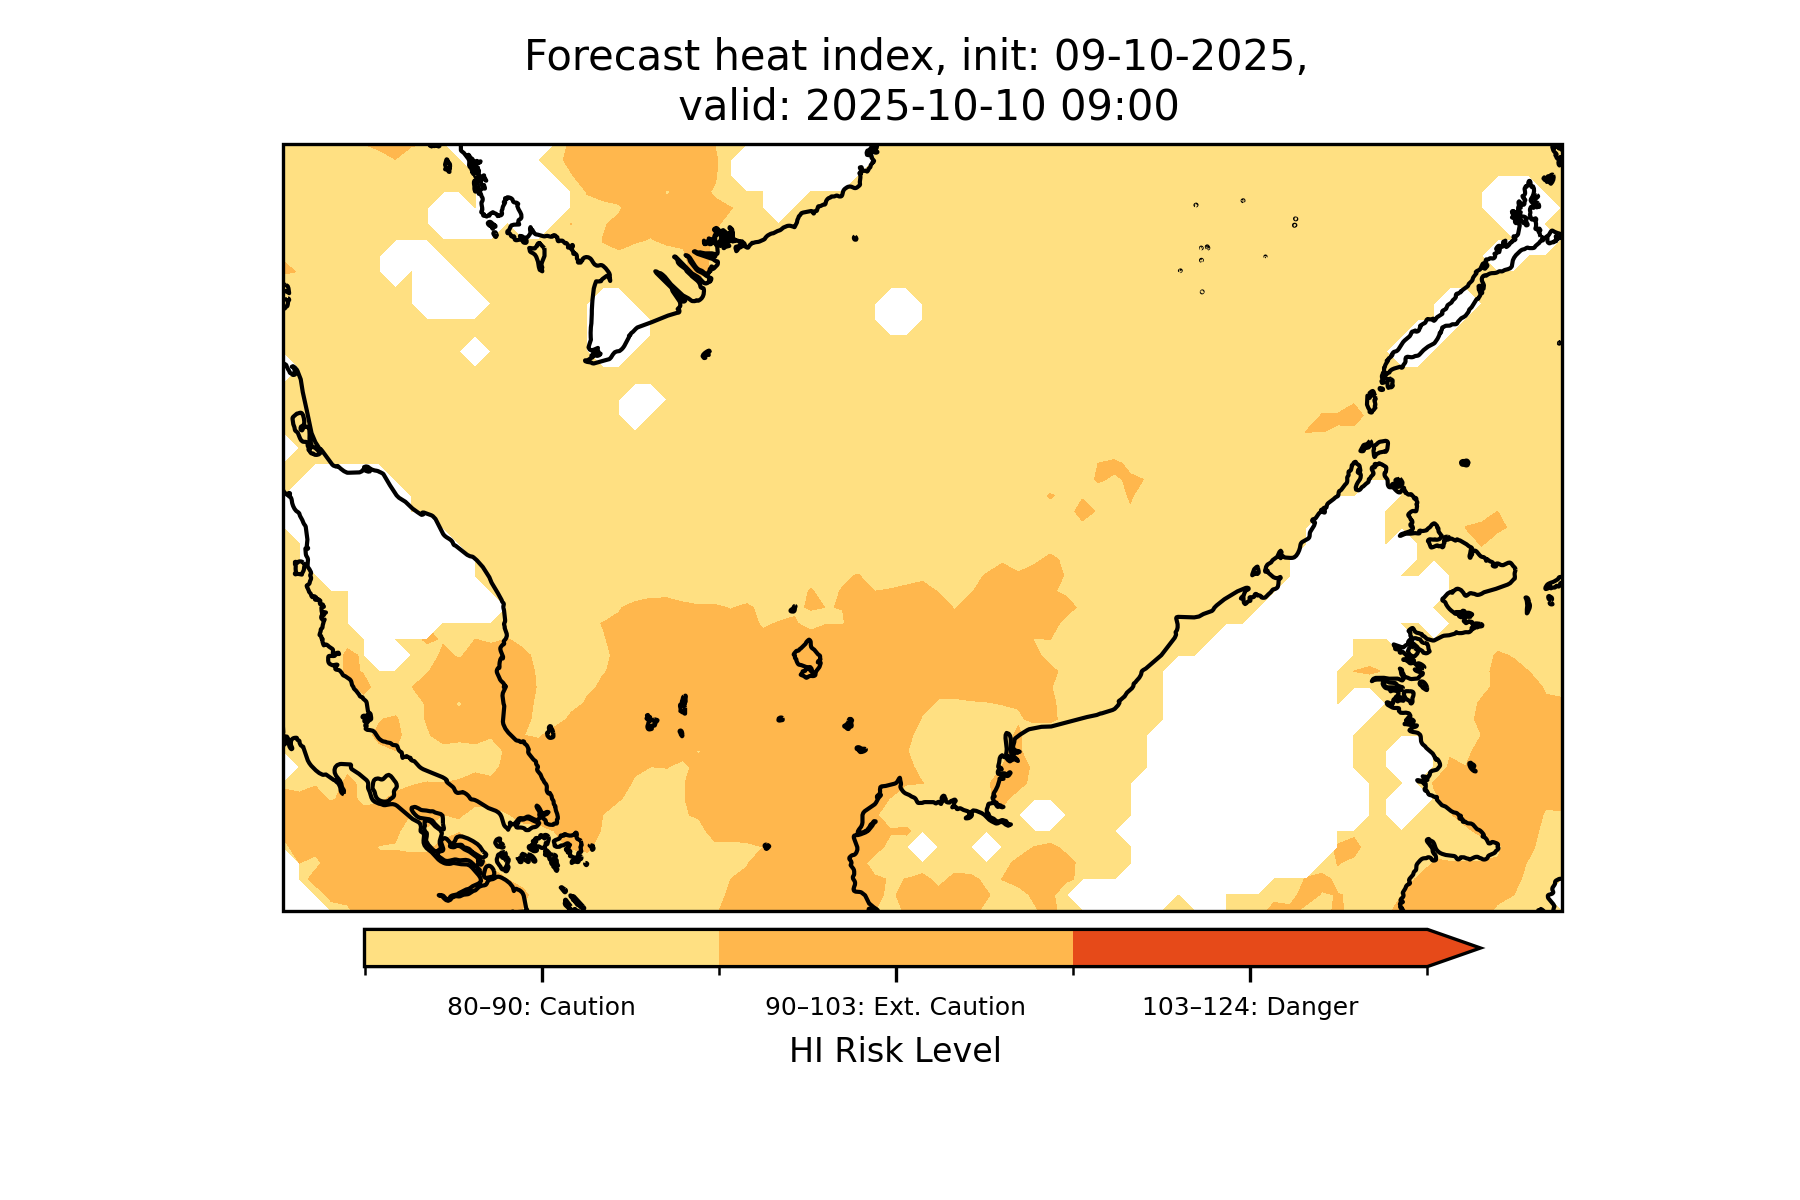 Forecast heat index, init: 09-10-2025,
valid: 2025-10-10 09:00
80–90: Caution
90–103: Ext. Caution
103–124: Danger
HI Risk Level